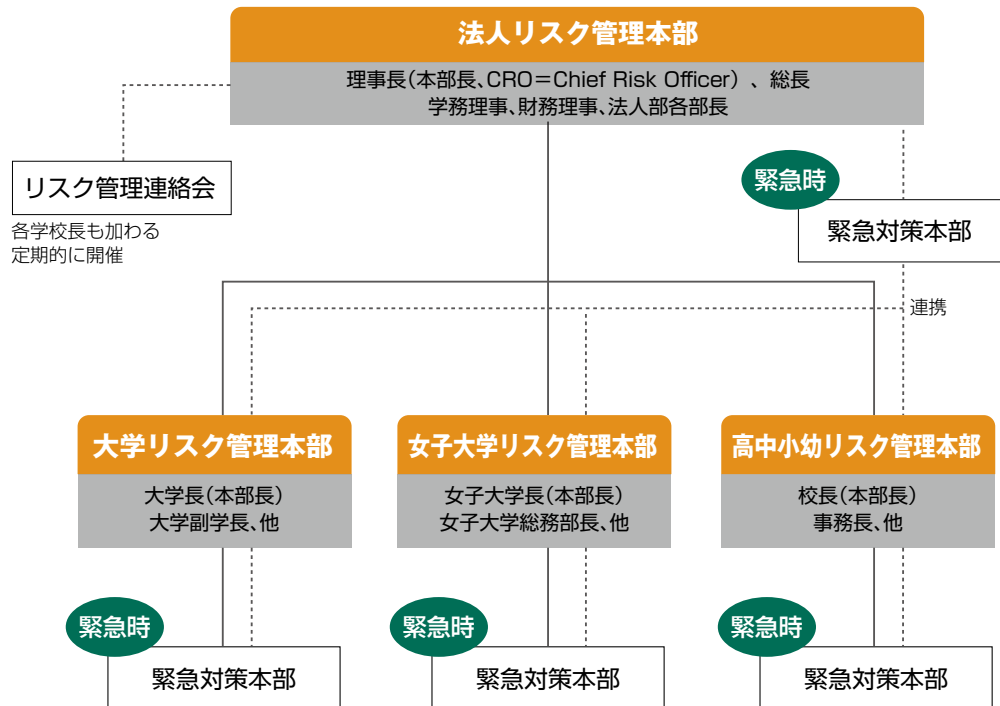 法人リスク管理本部
理事長(本部長、CRO=Chief Risk Officer)、総長
学務理事、財務理事、法人部各部長
リスク管理連絡会
各学校長も加わる
定期的に開催
緊急時
緊急対策本部
連携
大学リスク管理本部
大学長(本部長)
大学副学長、他
女子大学リスク管理本部
女子大学長(本部長)
女子大学総務部長、他
高中小幼リスク管理本部
校長(本部長)
事務長、他
緊急時
緊急対策本部
緊急時
緊急対策本部
緊急時
緊急対策本部